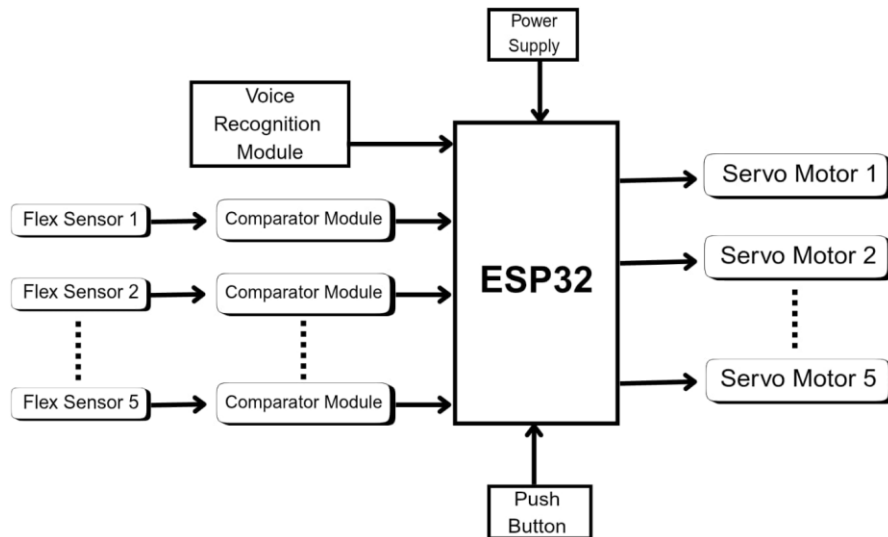 Power
Supply
Voice
Recognition
Module
Servo Motor 1
Flex Sensor 1
Comparator Module
ESP32
Servo Motor 2
Flex Sensor 2
Comparator Module
Servo Motor 5
Flex Sensor 5
Comparator Module
Push
Button